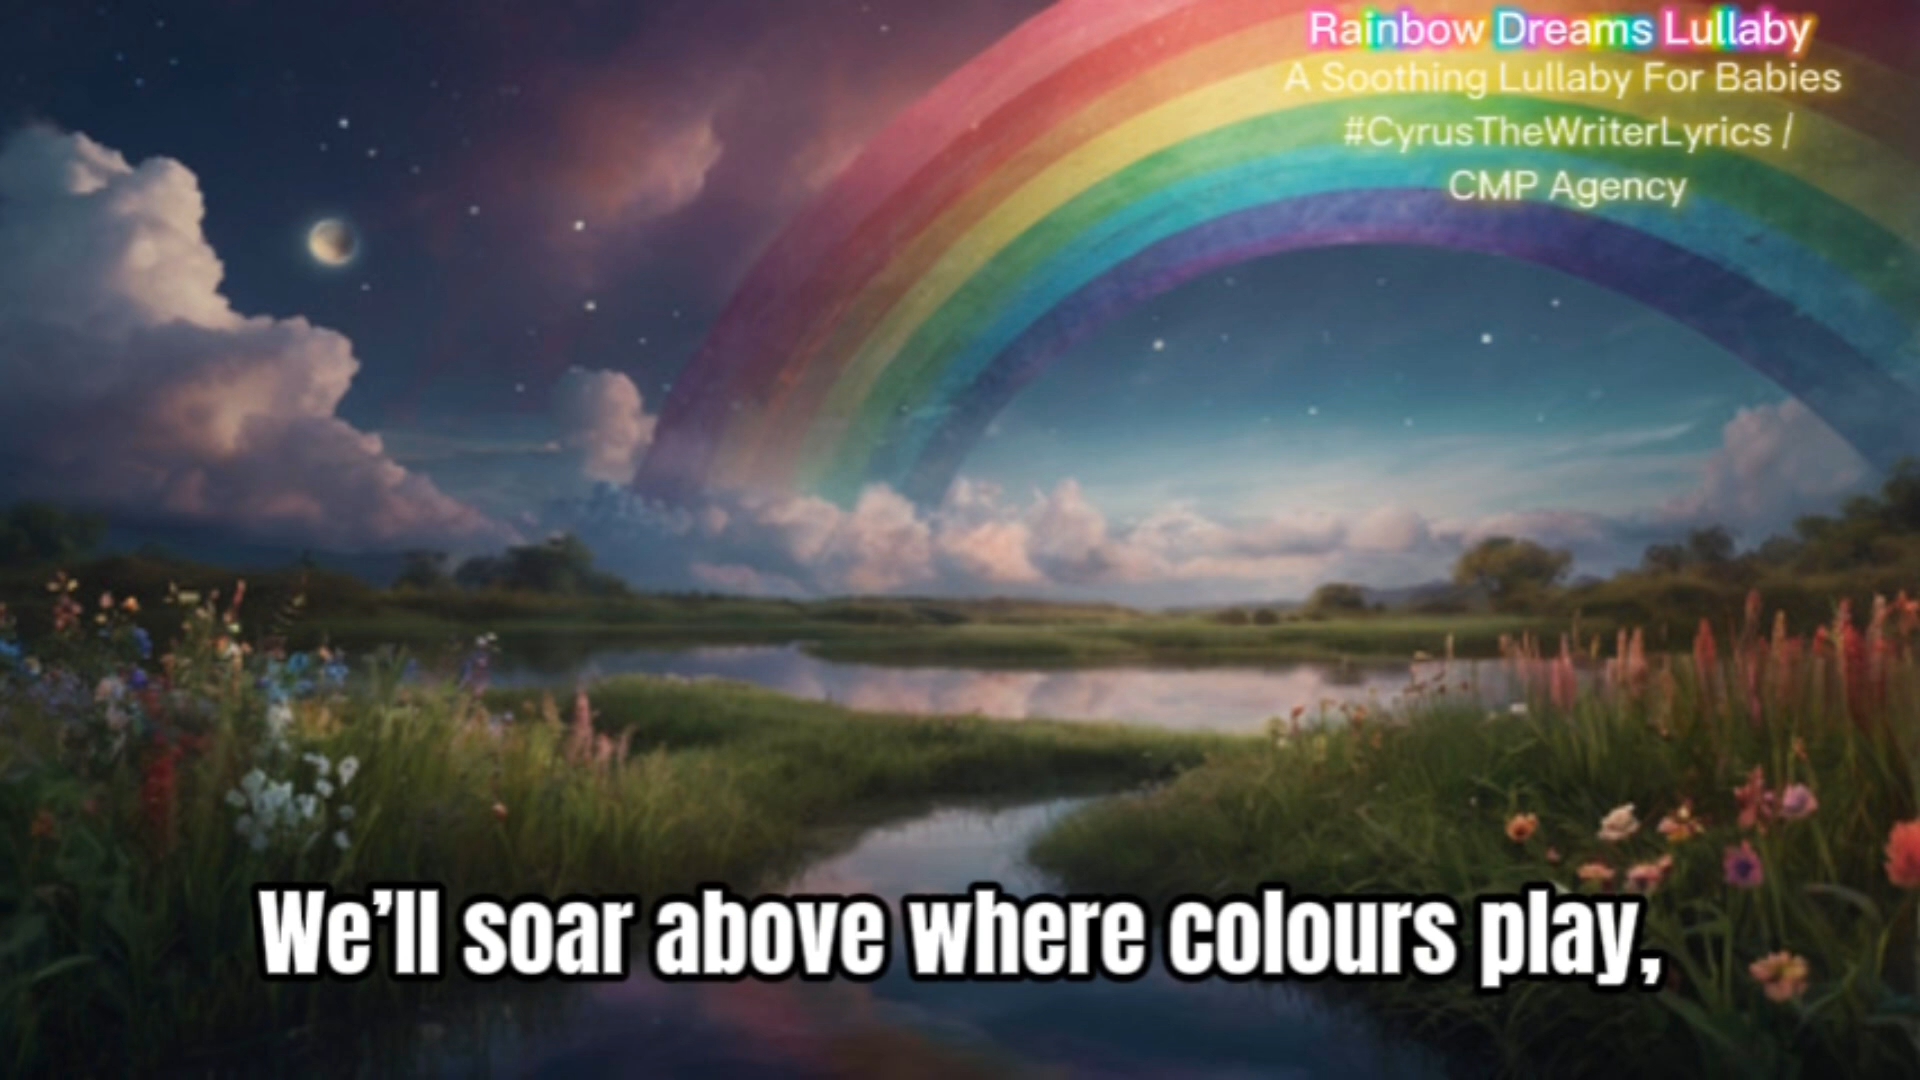 Rainbow Dreams Lullaby
A Soothing Lullaby For Babies
#CyrusTheWriterLyrics /
CMP Agency
We’ll soar above where colours play,